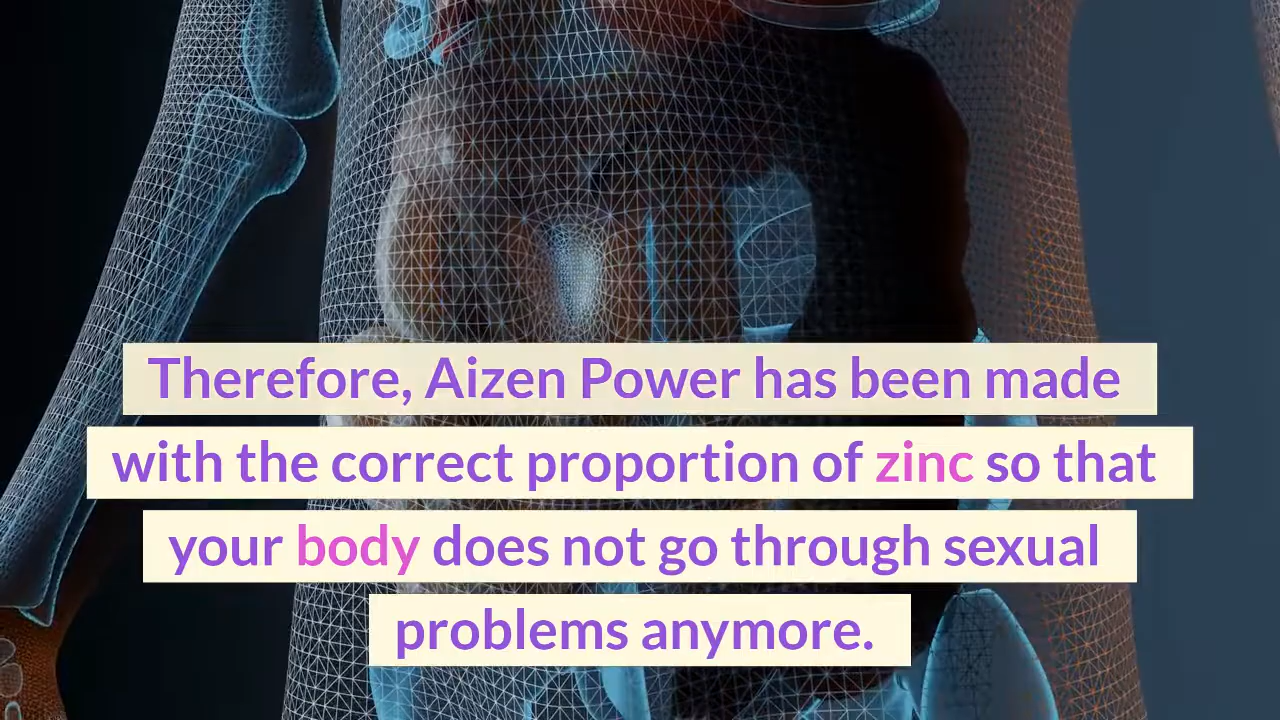 Therefore, Aizen Power has been made
with the correct proportion of zinc so that
your body does not go through sexual
problems anymore.